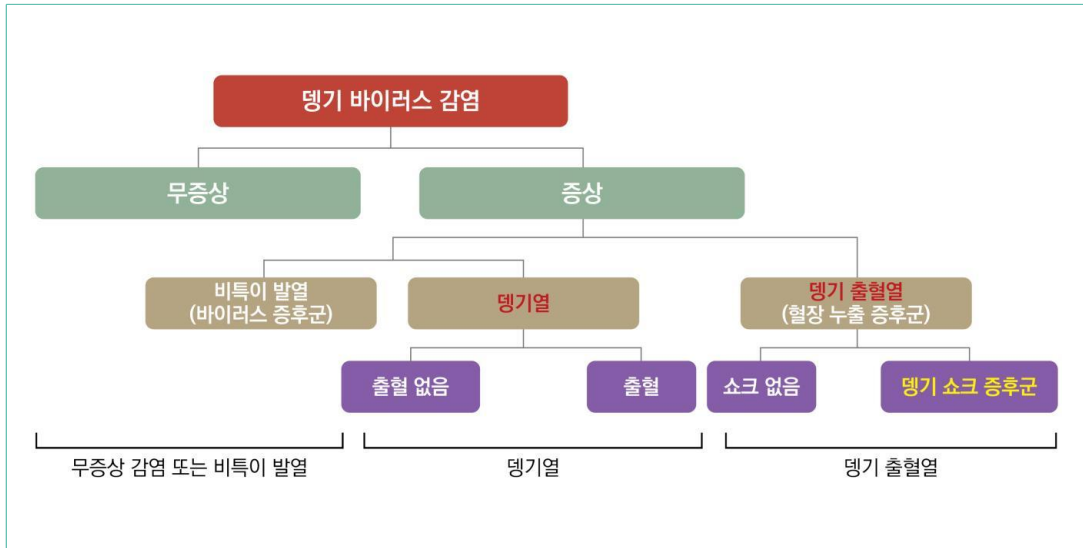 뎅기 바이러스 감염
무증상
증상
비특이 발열
(바이러스 증후군)
뎅기열
뎅기 출혈열
(혈장 누출 증후군)
출혈 없음
출혈
쇼크 없음
뎅기 쇼크 증후군
무증상 감염 또는 비특이 발열
뎅기열
뎅기 출혈열